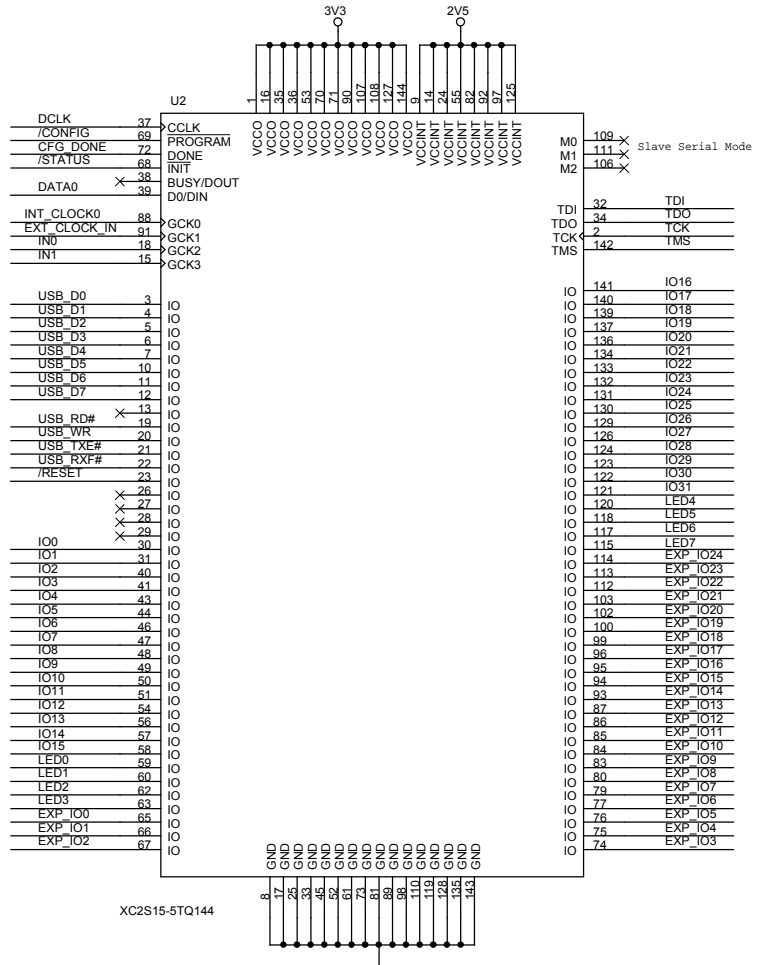 3V3 2V5
1 16 35 36 53 70 71 90 107 108 127 144 9 14 24 55 82 92 97 125
U2
VCCO VCCO VCCO VCCO VCCO VCCO VCCO VCCO VCCO VCCO VCCO VCCO VCCINT VCCINT VCCINT VCCINT VCCINT VCCINT VCCINT VCCINT
DCLK 37 CCLK
/CONFIG 69 PROGRAM
CFG_DONE 72 DONE
/STATUS 68 INIT
38 BUSY/DOUT
DATA0 39 D0/DIN
M0 109
M1 111 Slave Serial Mode
M2 106
INT_CLOCK0 88 GCK0
EXT_CLOCK_IN 91 GCK1
IN0 18 GCK2
IN1 15 GCK3
TDI 32 TDI
TDO 34 TDO
TCK 2 TCK
TMS 142 TMS
USB_D0 3 IO
USB_D1 4 IO
USB_D2 5 IO
USB_D3 6 IO
USB_D4 7 IO
USB_D5 10 IO
USB_D6 11 IO
USB_D7 12 IO
13 IO
USB_RD# 19 IO
USB_WR 20 IO
USB_TXE# 21 IO
USB_RXF# 22 IO
/RESET 23 IO
26 IO
27 IO
28 IO
29 IO
IO0 30 IO
IO1 31 IO
IO2 40 IO
IO3 41 IO
IO4 43 IO
IO5 44 IO
IO6 46 IO
IO7 47 IO
IO8 48 IO
IO9 49 IO
IO10 50 IO
IO11 51 IO
IO12 54 IO
IO13 56 IO
IO14 57 IO
IO15 58 IO
LED0 59 IO
LED1 60 IO
LED2 62 IO
LED3 63 IO
EXP_IO0 65 IO
EXP_IO1 66 IO
EXP_IO2 67 IO
IO 141 IO16
IO 140 IO17
IO 139 IO18
IO 137 IO19
IO 136 IO20
IO 134 IO21
IO 133 IO22
IO 132 IO23
IO 131 IO24
IO 130 IO25
IO 129 IO26
IO 126 IO27
IO 124 IO28
IO 123 IO29
IO 122 IO30
IO 121 IO31
IO 120 LED4
IO 118 LED5
IO 117 LED6
IO 115 LED7
IO 114 EXP_IO24
IO 113 EXP_IO23
IO 112 EXP_IO22
IO 103 EXP_IO21
IO 102 EXP_IO20
IO 100 EXP_IO19
IO 99 EXP_IO18
IO 96 EXP_IO17
IO 95 EXP_IO16
IO 94 EXP_IO15
IO 93 EXP_IO14
IO 87 EXP_IO13
IO 86 EXP_IO12
IO 85 EXP_IO11
IO 84 EXP_IO10
IO 83 EXP_IO9
IO 80 EXP_IO8
IO 79 EXP_IO7
IO 77 EXP_IO6
IO 76 EXP_IO5
IO 75 EXP_IO4
IO 74 EXP_IO3
GND GND GND GND GND GND GND GND GND GND GND GND GND GND GND GND
8 17 25 33 45 52 61 73 81 89 98 110 119 128 135 143
XC2S15-5TQ144